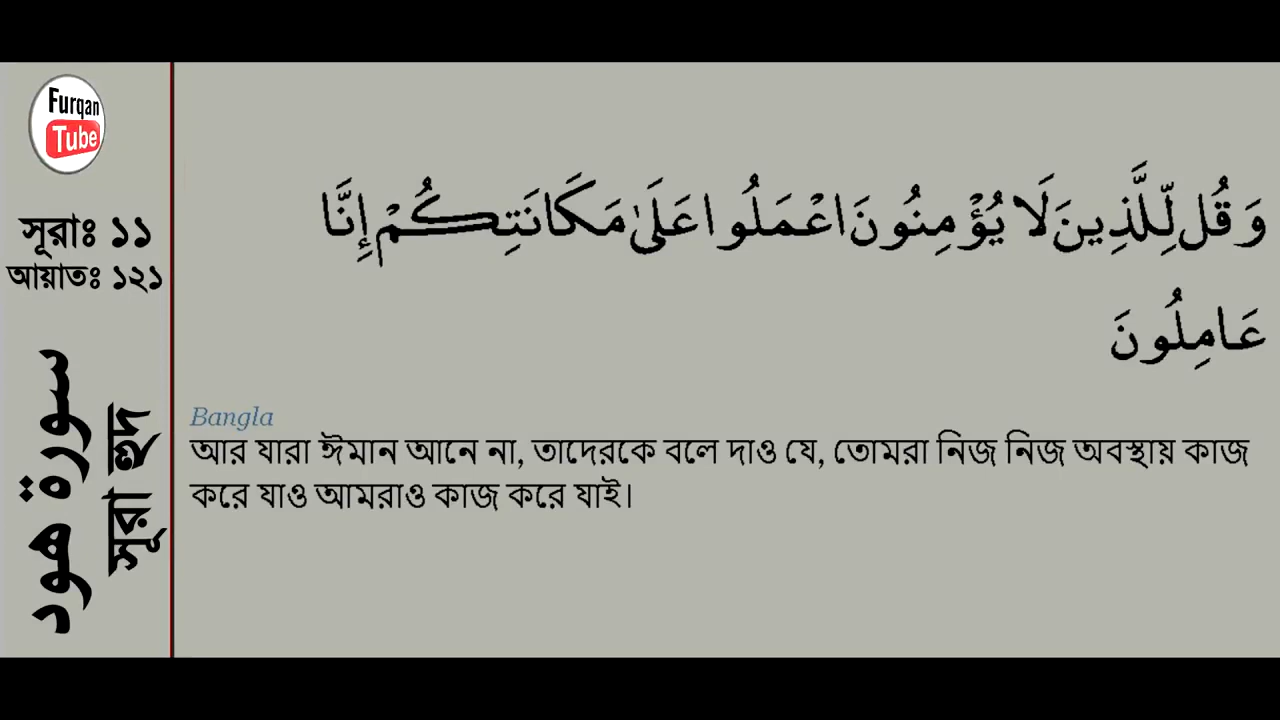 Furqan
Tube
সূরাঃ ১১
আয়াতঃ ১২১
سورة هود
সূরা হুদ
وَقُل لِّلَّذِينَ لَا يُؤْمِنُونَ اعْمَلُوا عَلَىٰ مَكَانَتِكُمْ إِنَّا
عَامِلُونَ
Bangla
আর যারা ঈমান আনে না, তাদেরকে বলে দাও যে, তোমরা নিজ নিজ অবস্থায় কাজ
করে যাও আমরাও কাজ করে যাই।